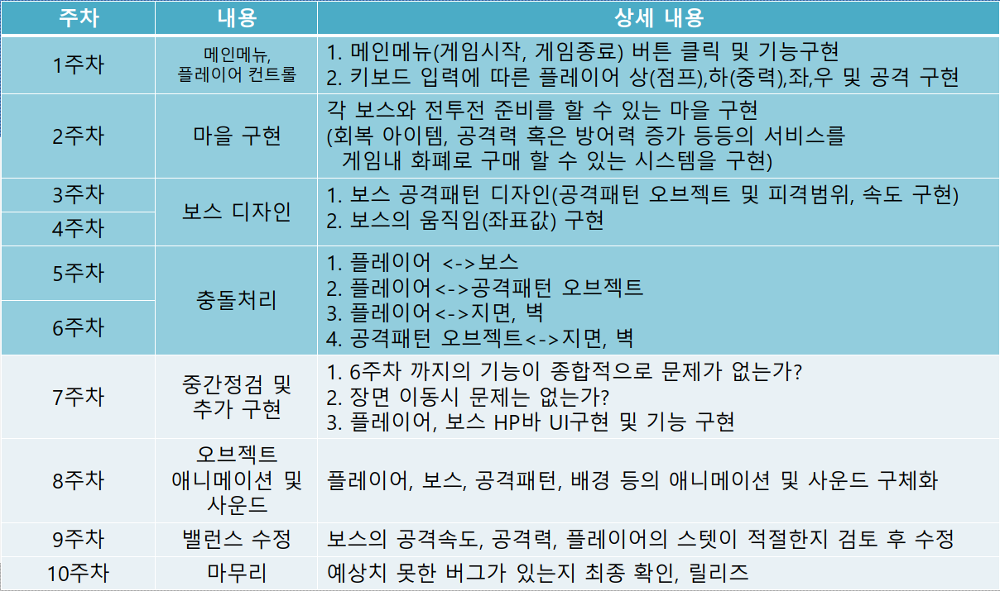 주차 내용 상세 내용
1주차
메인메뉴,
플레이어 컨트롤
1. 메인메뉴(게임시작, 게임종료) 버튼 클릭 및 기능구현
2. 키보드 입력에 따른 플레이어 상(점프),하(중력),좌,우 및 공격 구현
2주차
마을 구현
각 보스와 전투전 준비를 할 수 있는 마을 구현
(회복 아이템, 공격력 혹은 방어력 증가 등등의 서비스를
게임내 화폐로 구매 할 수 있는 시스템을 구현)
3주차
4주차
보스 디자인
1. 보스 공격패턴 디자인(공격패턴 오브젝트 및 피격범위, 속도 구현)
2. 보스의 움직임(좌표값) 구현
5주차
6주차
충돌처리
1. 플레이어 <->보스
2. 플레이어<->공격패턴 오브젝트
3. 플레이어<->지면, 벽
4. 공격패턴 오브젝트<->지면, 벽
7주차
중간정검 및
추가 구현
1. 6주차 까지의 기능이 종합적으로 문제가 없는가?
2. 장면 이동시 문제는 없는가?
3. 플레이어, 보스 HP바 UI구현 및 기능 구현
8주차
오브젝트
애니메이션 및
사운드
플레이어, 보스, 공격패턴, 배경 등의 애니메이션 및 사운드 구체화
9주차
밸런스 수정
보스의 공격속도, 공격력, 플레이어의 스텟이 적절한지 검토 후 수정
10주차
마무리
예상치 못한 버그가 있는지 최종 확인, 릴리즈